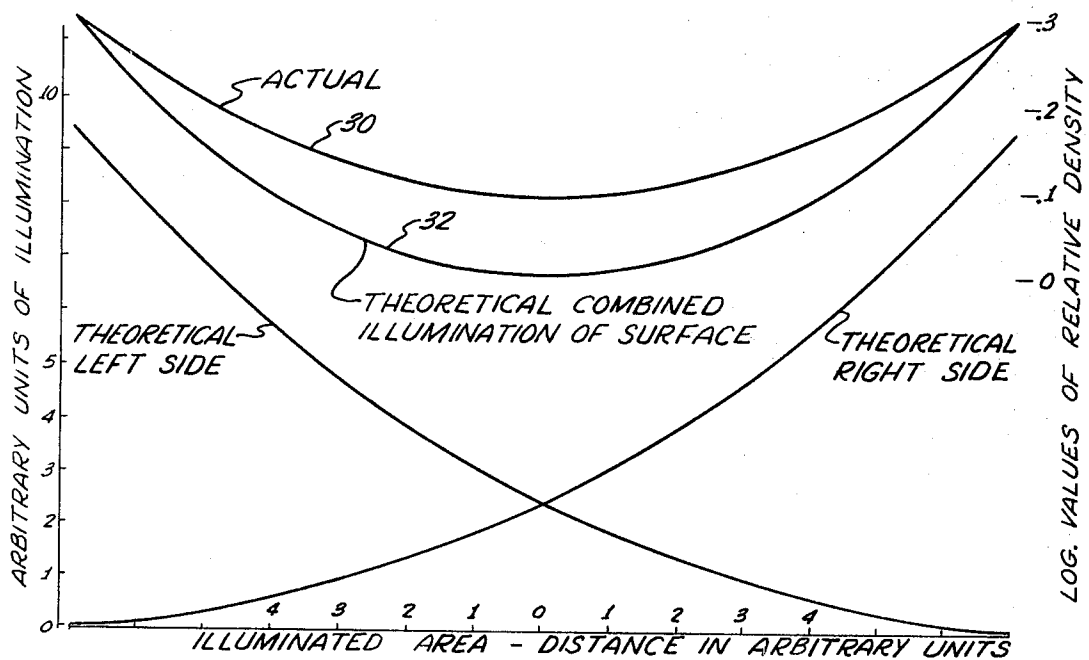 ARBITRARY UNITS OF ILLUMINATION
10
5
4
3
2
1
0
ACTUAL
30
32
THEORETICAL COMBINED
ILLUMINATION OF SURFACE
THEORETICAL
LEFT SIDE
THEORETICAL
RIGHT SIDE
-.3
-.2
-.1
-0
LOG. VALUES OF RELATIVE DENSITY
4 3 2 1 0 1 2 3 4
ILLUMINATED AREA - DISTANCE IN ARBITRARY UNITS